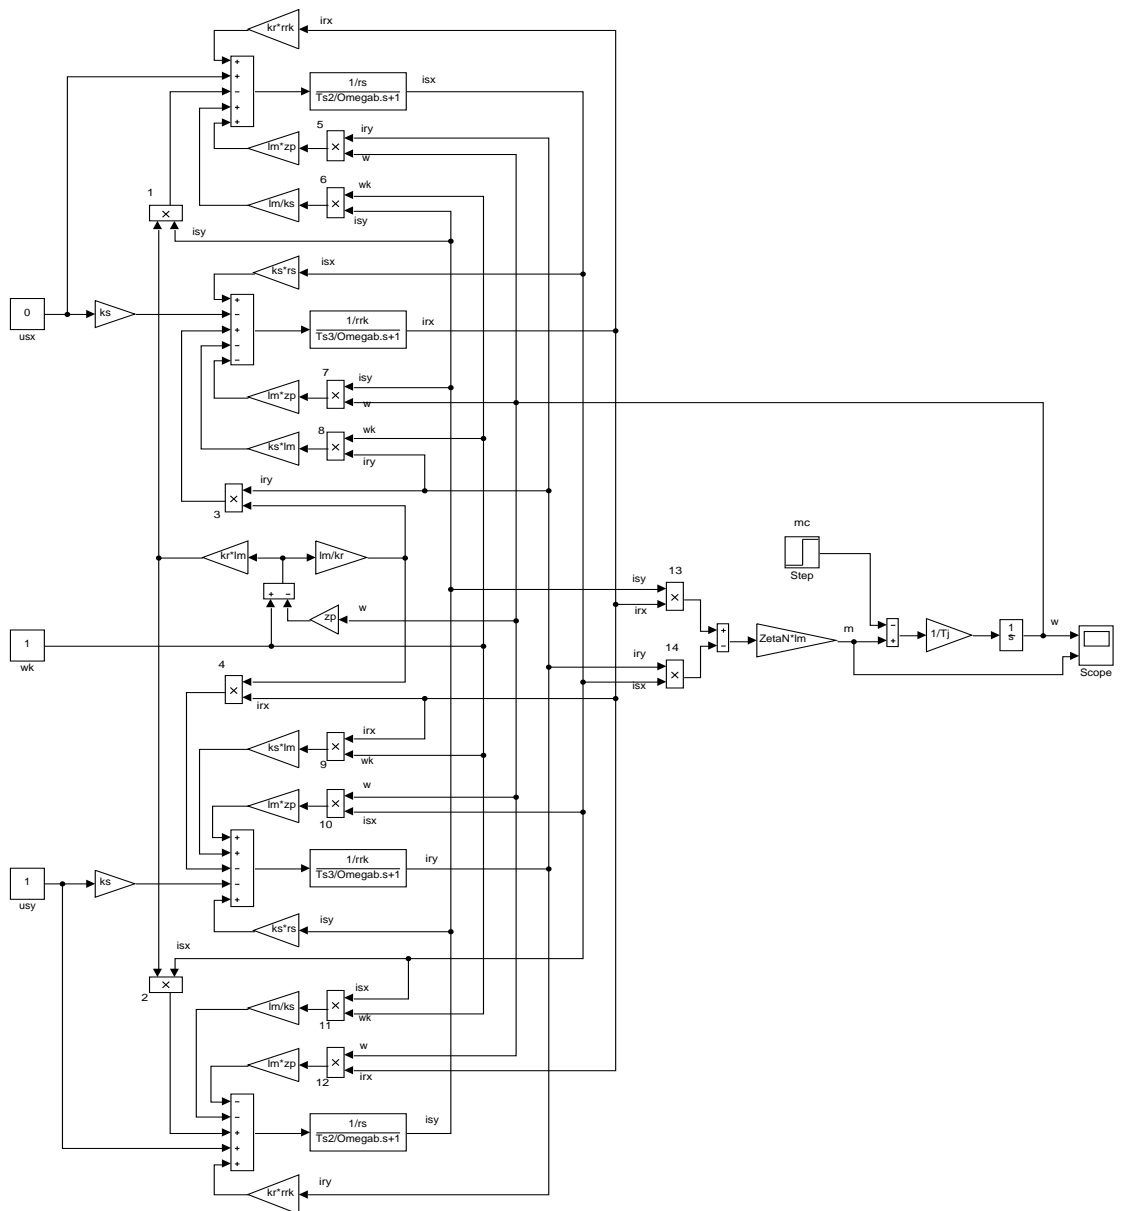 irx
kr*rrk
+
+
−
+
+
1/rs
Ts2/Omegab.s+1
isx
5
iry
lm*zp
×
w
6
wk
1
lm/ks
×
isy
×
isy
isx
ks*rs
+
−
+
−
−
0
ks
1/rrk
Ts3/Omegab.s+1
irx
usx
7
isy
lm*zp
×
w
8
wk
ks*lm
×
iry
iry
×
3
mc
kr*lm
lm/kr
Step
13
+ −
isy
×
w
zp
irx
+
−
1
ZetaN*lm
m
−
+
1/Tj
1
s
w
wk
iry
14
×
isx
Scope
4
×
irx
irx
ks*lm
×
wk
9
w
lm*zp
×
isx
10
+
+
−
−
+
1
ks
1/rrk
Ts3/Omegab.s+1
iry
usy
isy
ks*rs
isx
×
2
isx
lm/ks
×
wk
11
w
lm*zp
×
irx
12
−
−
+
+
+
1/rs
Ts2/Omegab.s+1
isy
iry
kr*rrk